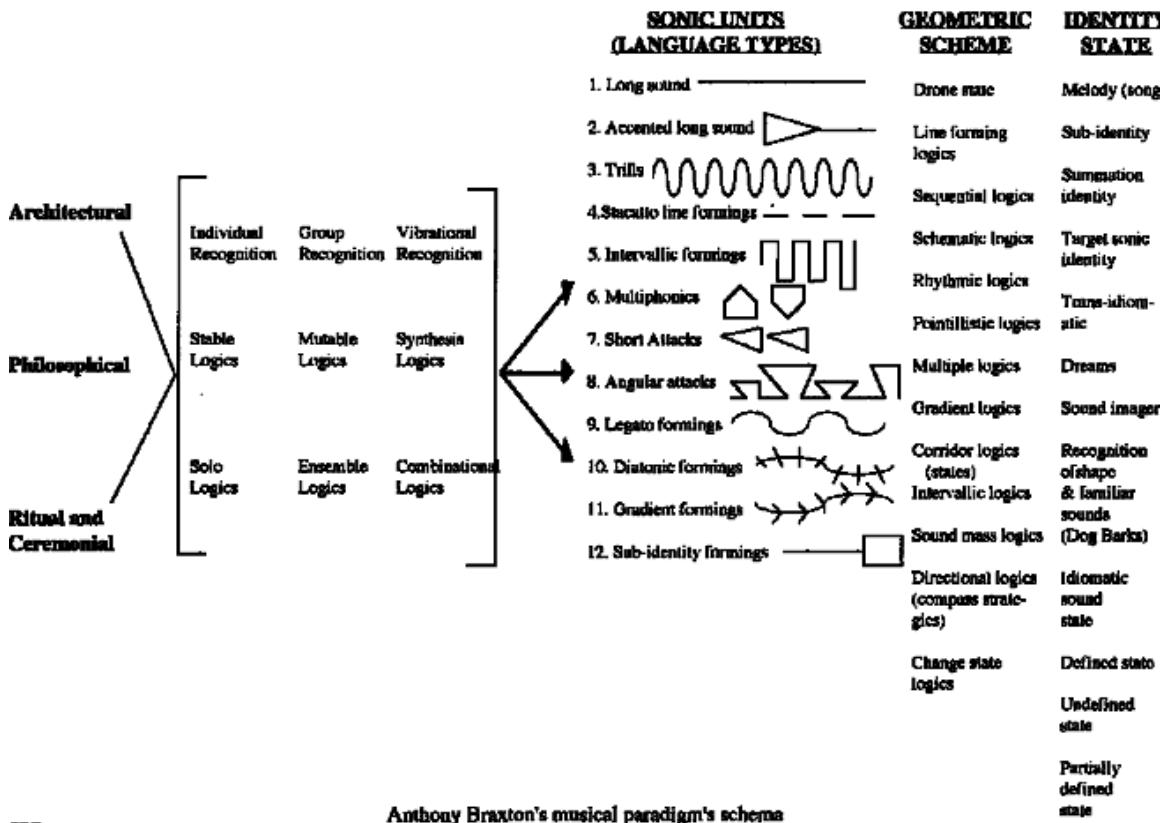 SONIC UNITS
(LANGUAGE TYPES)
1. Long sound
2. Accented long sound
3. Trills
4.Staccato line formings
5. Intervallic formings
6. Multiphonics
7. Short Attacks
8. Angular attacks
9. Legato formings
10. Diatonic formings
11. Gradient formings
12. Sub-identity formings
GEOMETRIC
SCHEME
Drone state
Line forming
logics
Sequential logics
Schematic logics
Rhythmic logics
Pointillistic logics
Multiple logics
Gradient logics
Corridor logics
(states)
Intervallic logics
Sound mass logics
Directional logics
(compass strate-
gies)
Change state
logics
IDENTITY
STATE
Melody (song
Sub-identity
Summation
identity
Target sonic
identity
Trans-idiom-
atic
Dreams
Sound imager
Recognition
ofshape
& familiar
sounds
(Dog Barks)
Idiomatic
sound
state
Defined state
Undefined
state
Partially
defined
state
Architectural
Philosophical
Ritual and
Ceremonial
Individual
Recognition
Group
Recognition
Vibrational
Recognition
Stable
Logics
Mutable
Logics
Synthesis
Logics
Solo
Logics
Ensemble
Logics
Combinational
Logics
Anthony Braxton's musical paradigm's schema